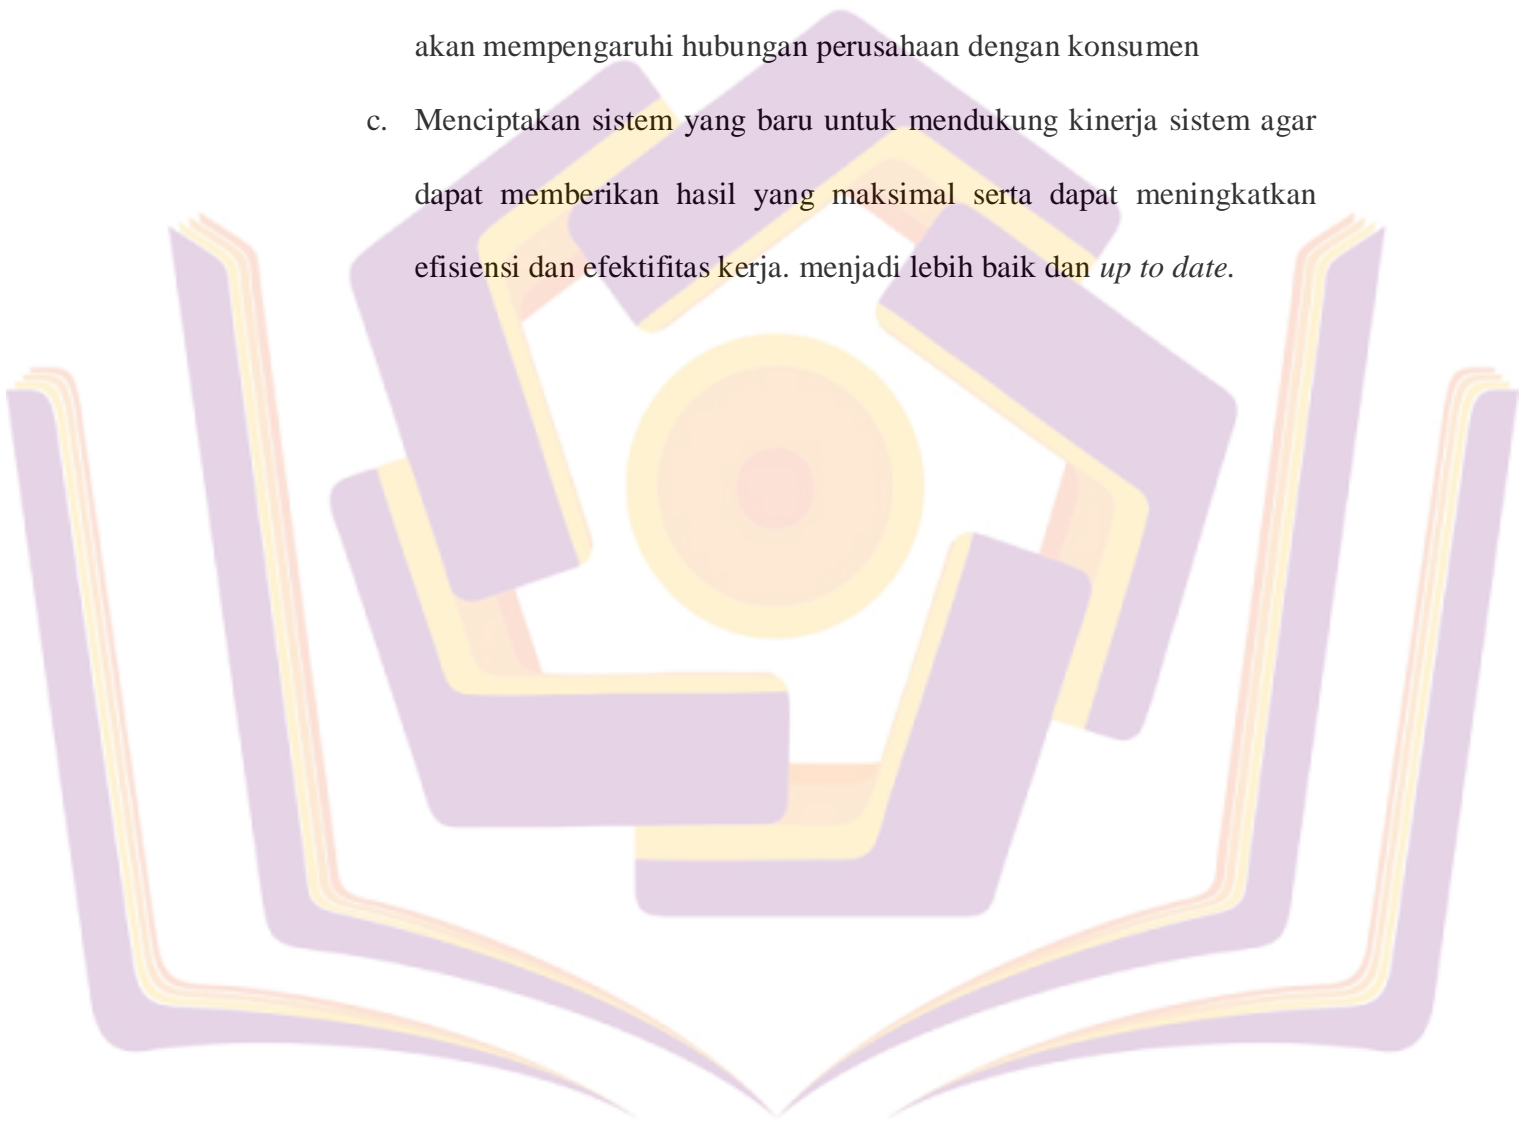 akan mempengaruhi hubungan perusahaan dengan konsumen
c. Menciptakan sistem yang baru untuk mendukung kinerja sistem agar
dapat memberikan hasil yang maksimal serta dapat meningkatkan
efisiensi dan efektifitas kerja. menjadi lebih baik dan up to date.